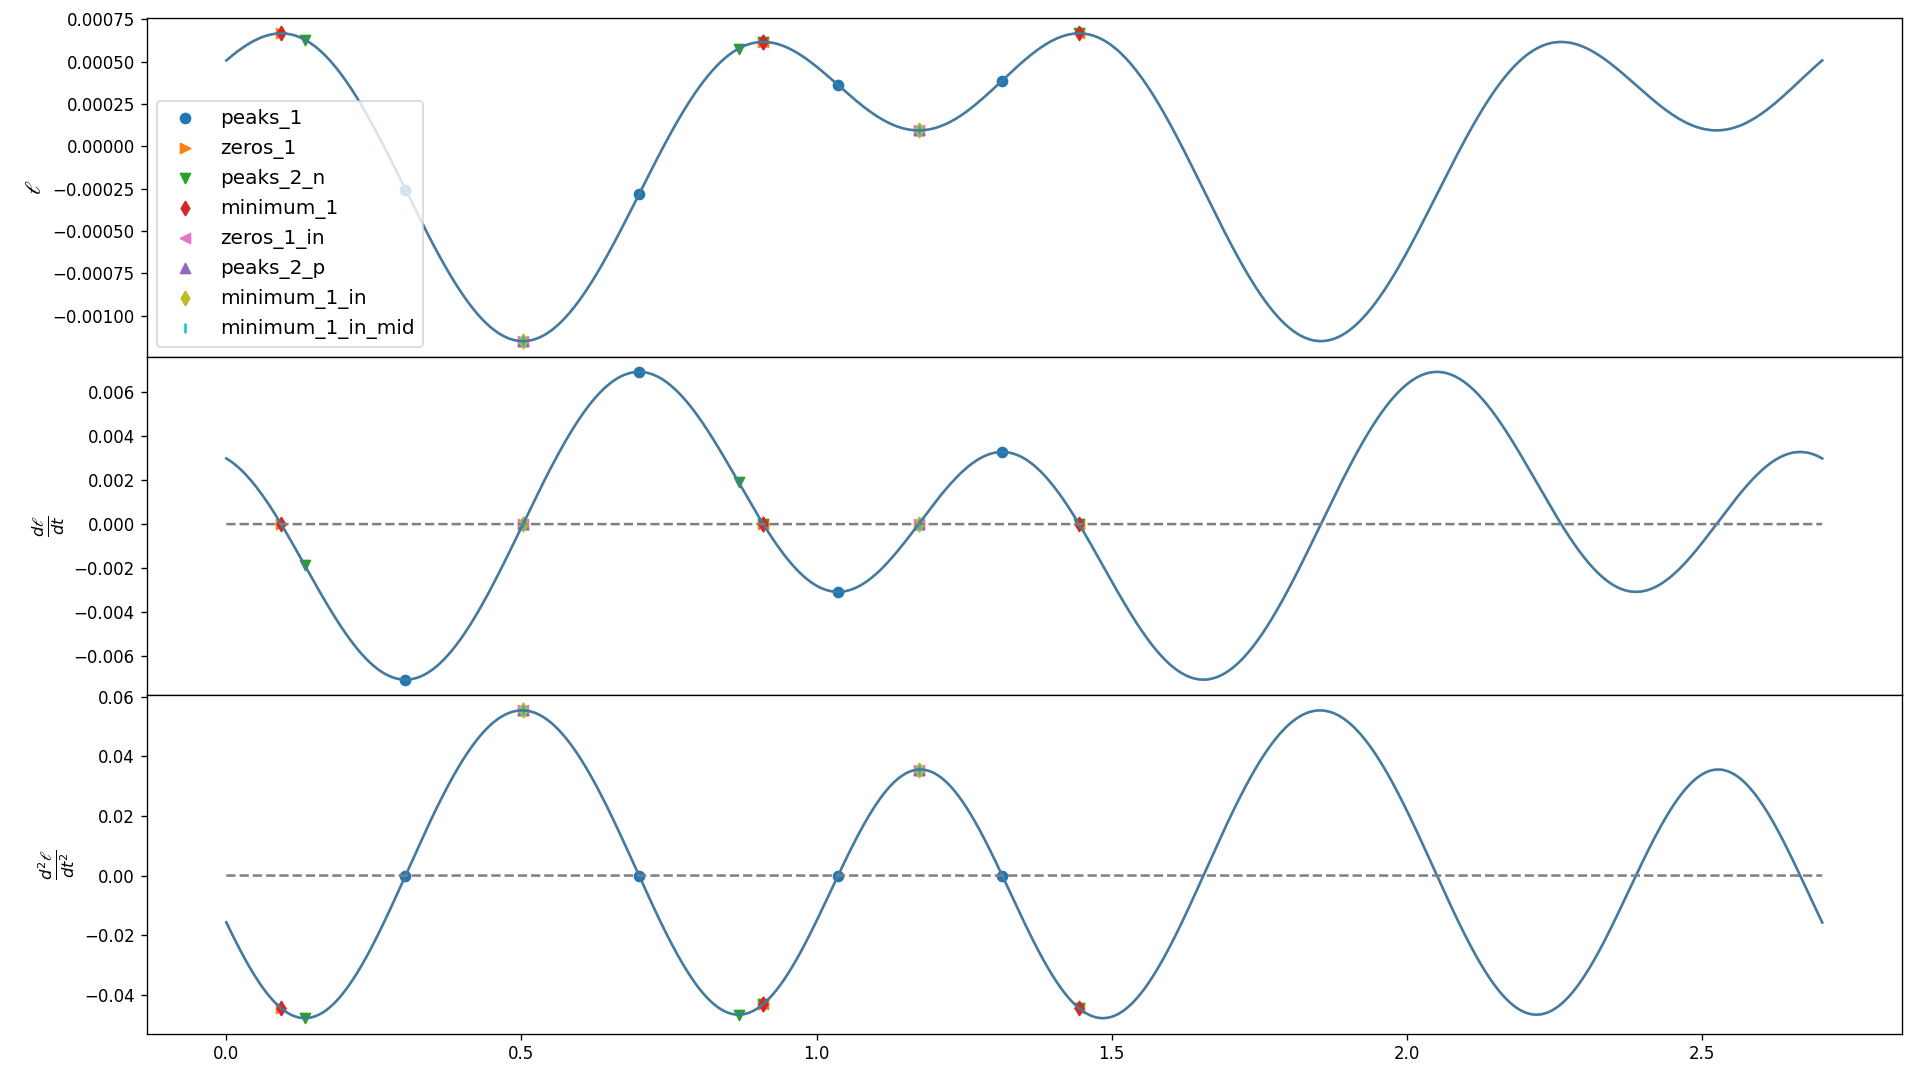 0.00075
0.00050
0.00025
0.00000
−0.00025
−0.00050
−0.00075
−0.00100
ℓ
peaks_1
zeros_1
peaks_2_n
minimum_1
zeros_1_in
peaks_2_p
minimum_1_in
minimum_1_in_mid
0.006
0.004
0.002
0.000
−0.002
−0.004
−0.006
dℓ
dt
0.06
0.04
0.02
0.00
−0.02
−0.04
d²ℓ
dt²
0.0 0.5 1.0 1.5 2.0 2.5